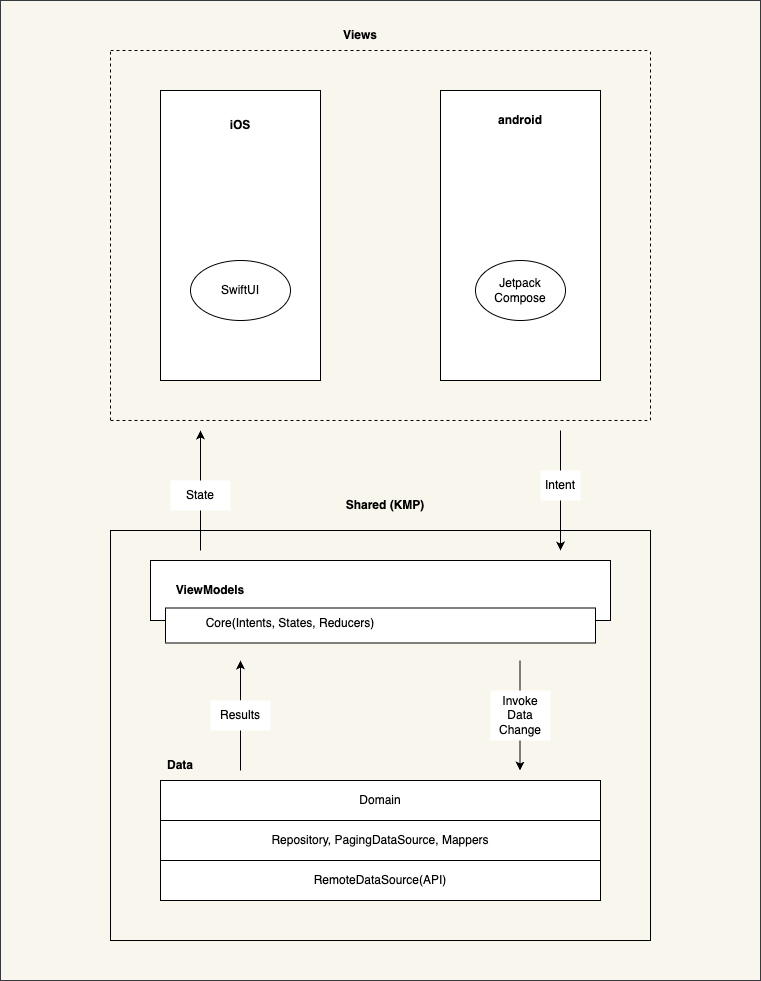 Views
iOS
android
SwiftUI
Jetpack
Compose
State
Intent
Shared (KMP)
ViewModels
Core(Intents, States, Reducers)
Results
Invoke
Data
Change
Data
Domain
Repository, PagingDataSource, Mappers
RemoteDataSource(API)